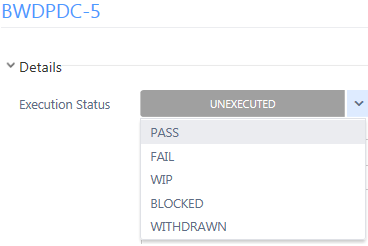 BWDPDC-5
Details
Execution Status UNEXECUTED
PASS
FAIL
WIP
BLOCKED
WITHDRAWN